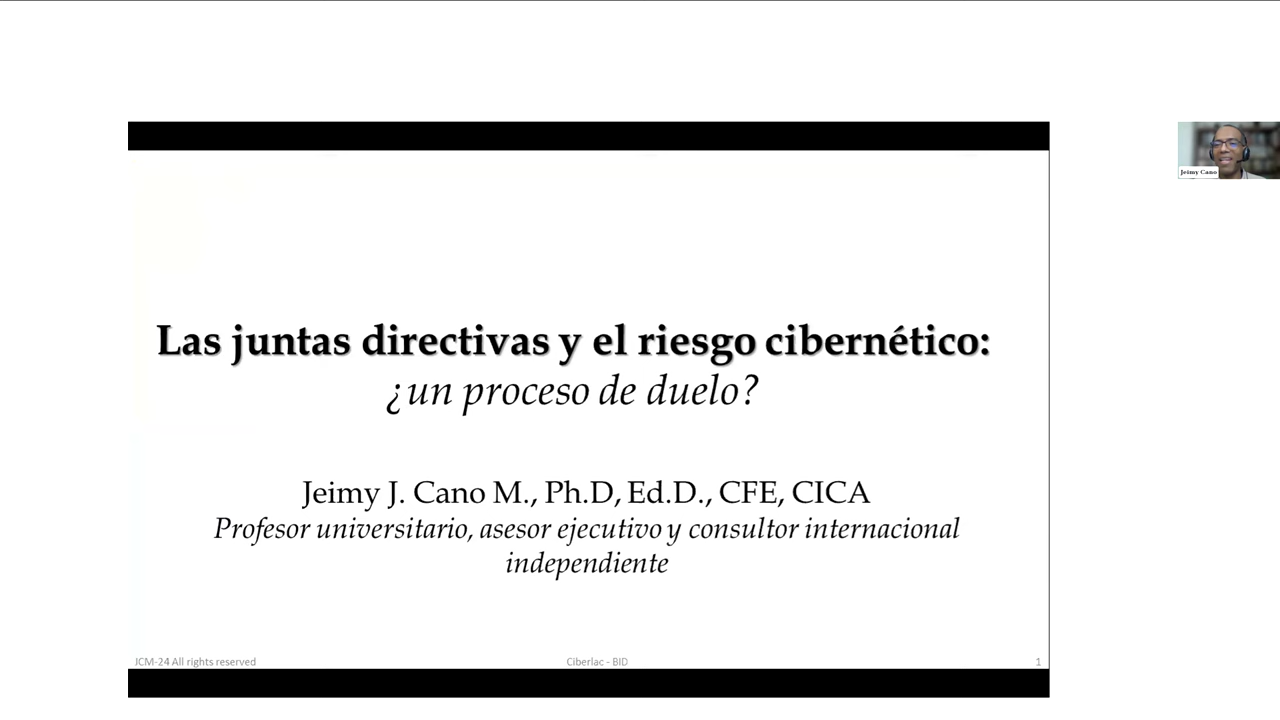 Las juntas directivas y el riesgo cibernético:
¿un proceso de duelo?
Jeimy J. Cano M., Ph.D, Ed.D., CFE, CICA
Profesor universitario, asesor ejecutivo y consultor internacional
independiente
JCM-24 All rights reserved
Ciberlac - BID
1
Jeimy Cano